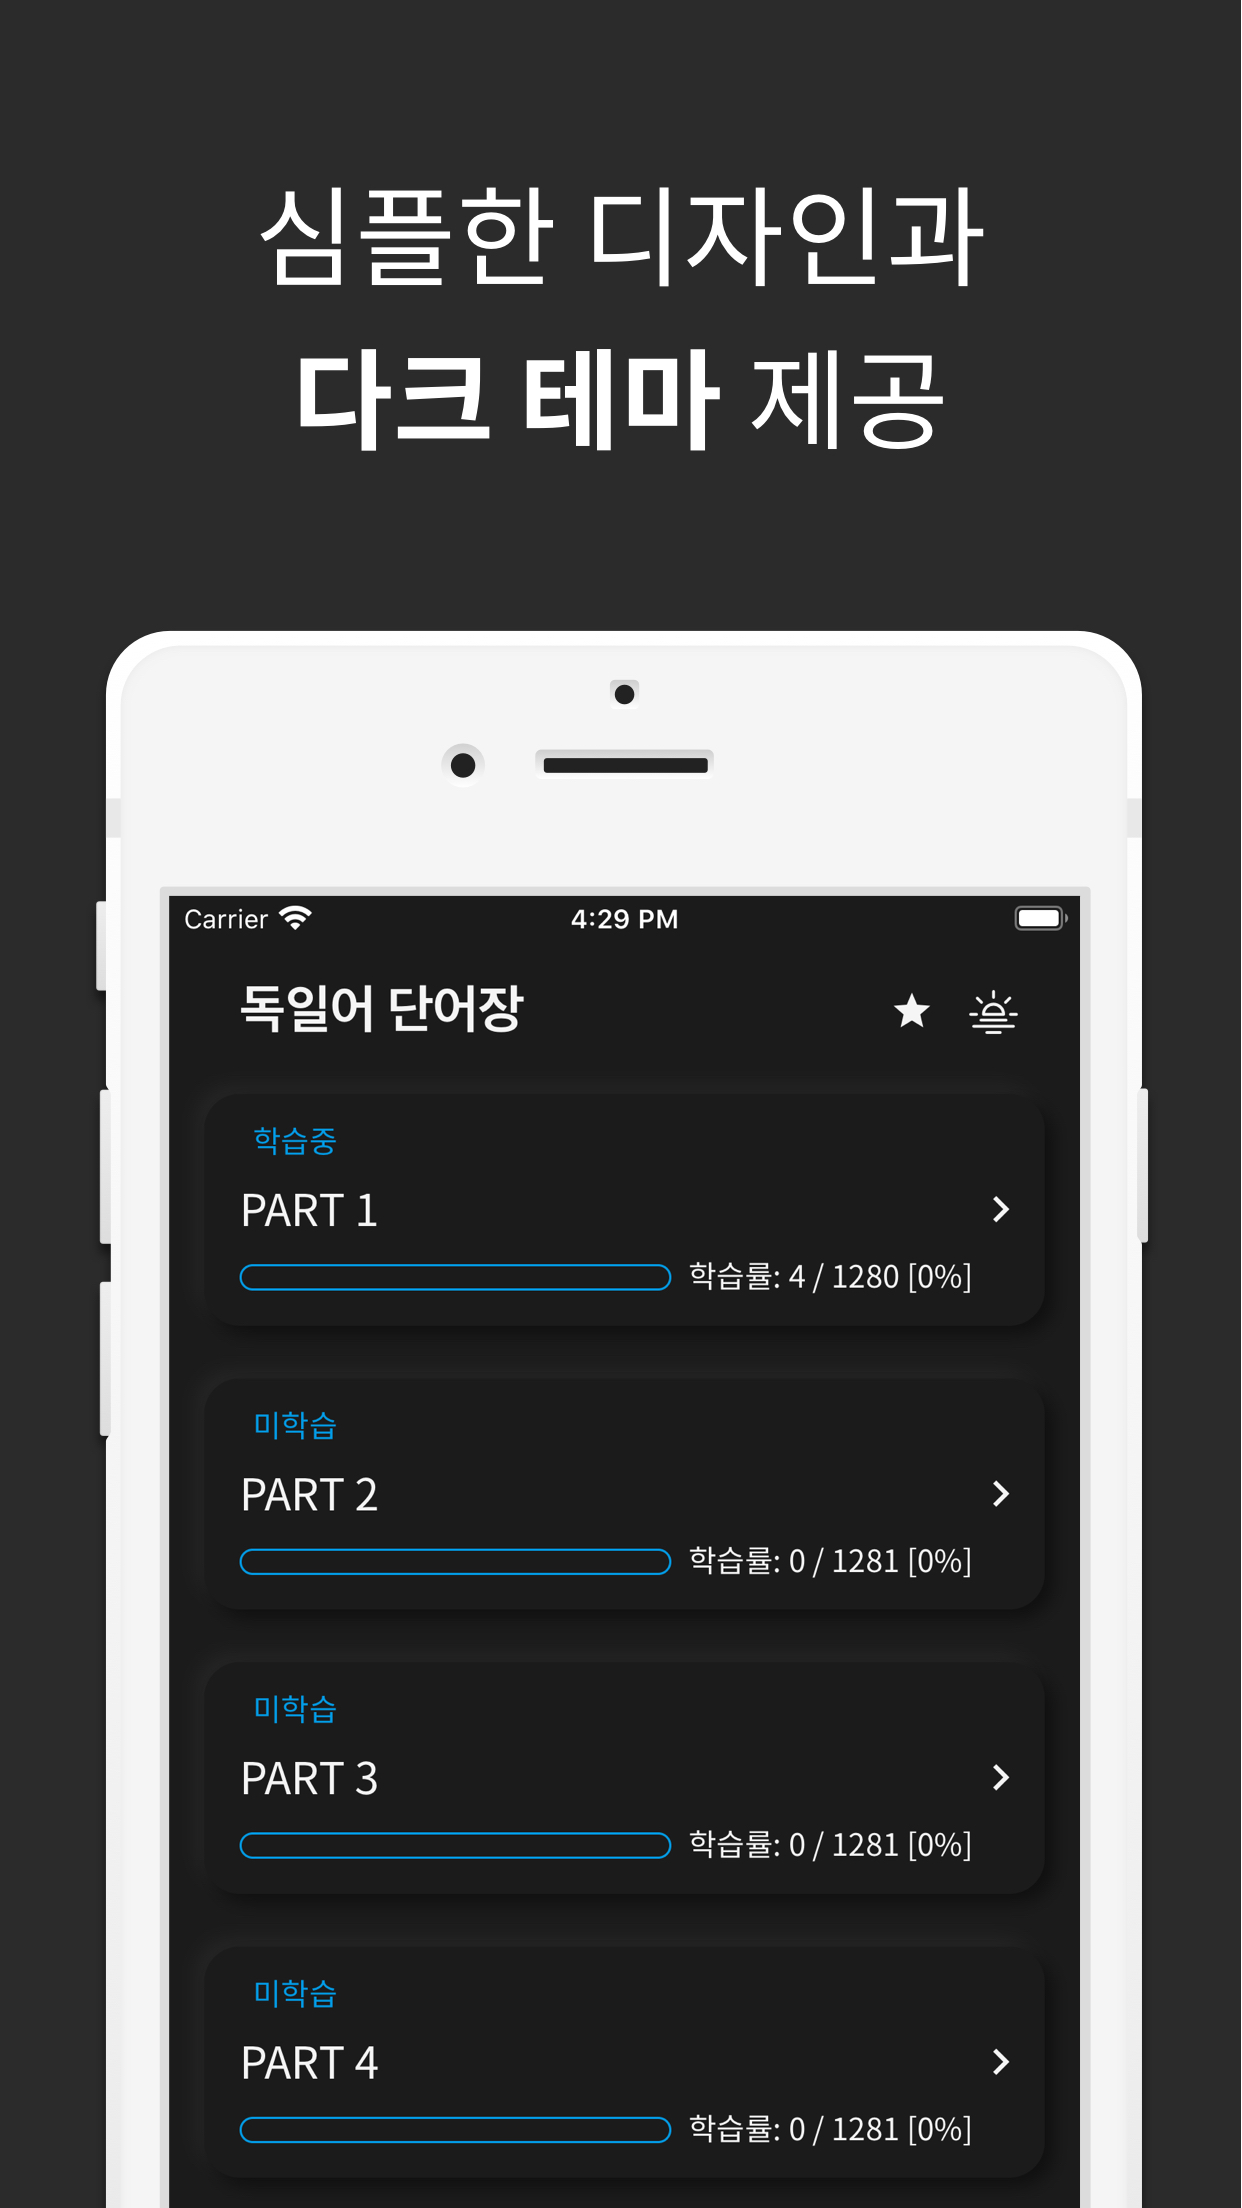 심플한 디자인과
다크 테마 제공
Carrier
4:29 PM
독일어 단어장
학습중
PART 1
학습률: 4 / 1280 [0%]
미학습
PART 2
학습률: 0 / 1281 [0%]
미학습
PART 3
학습률: 0 / 1281 [0%]
미학습
PART 4
학습률: 0 / 1281 [0%]